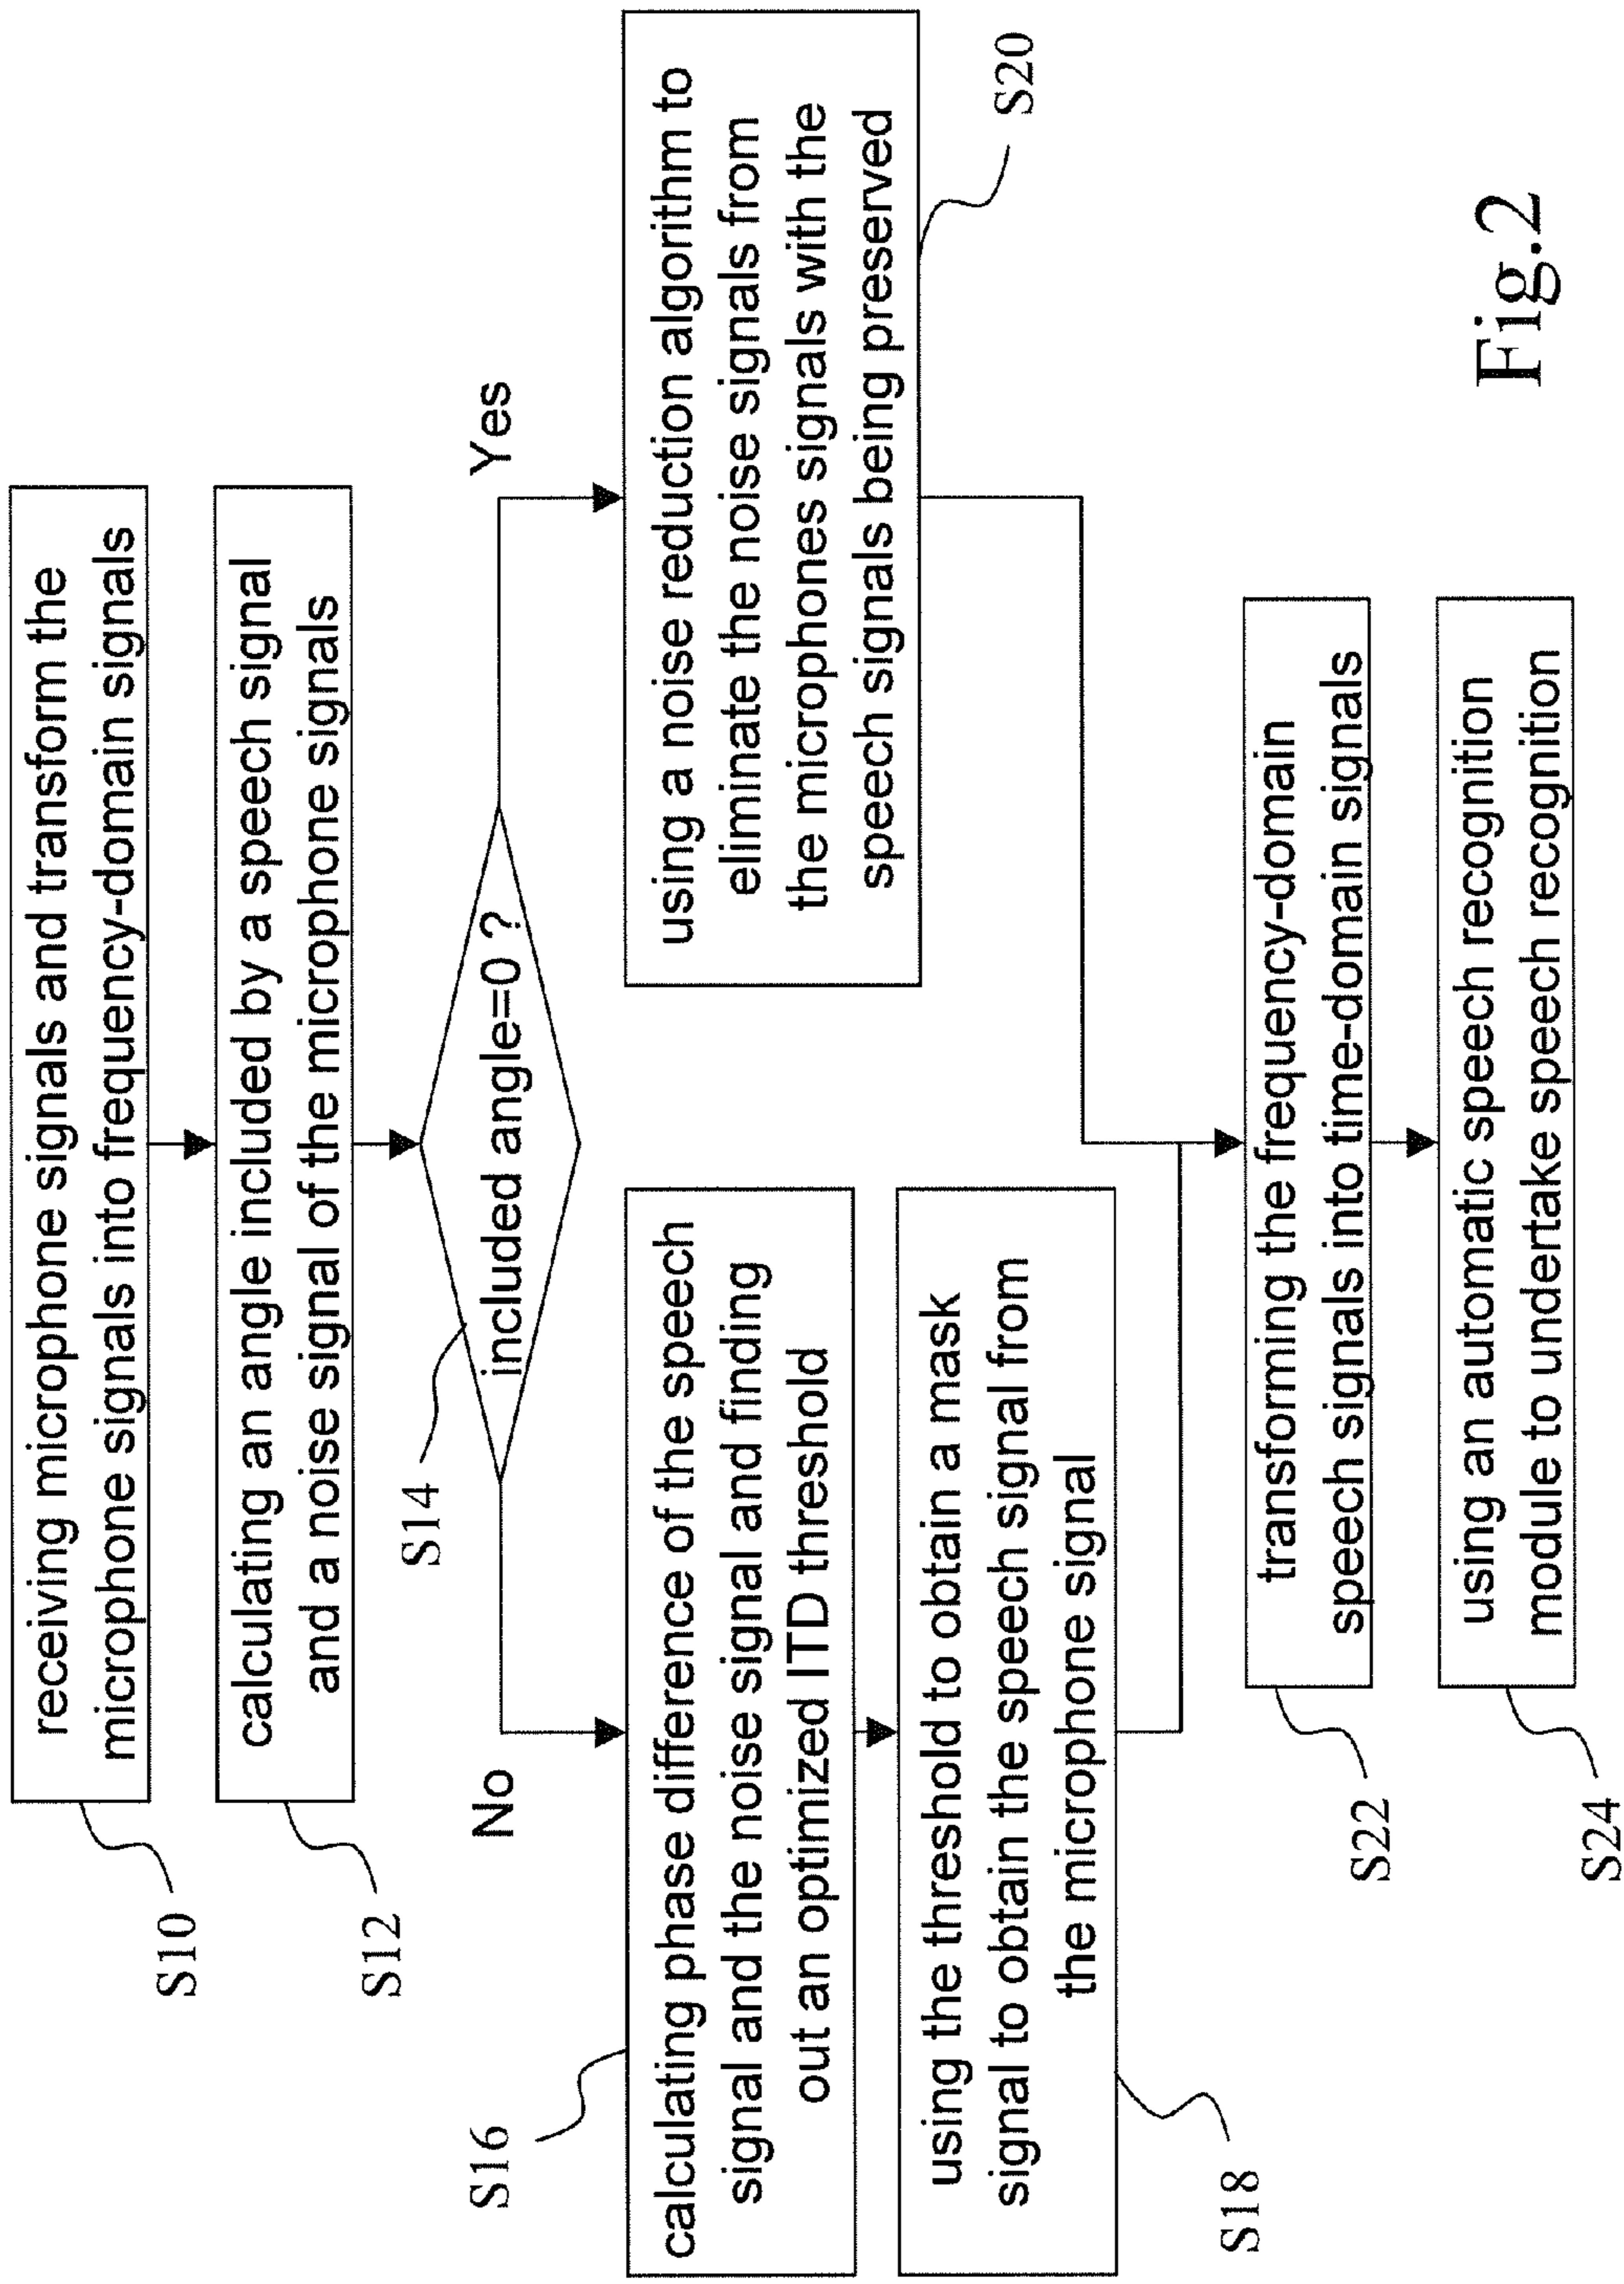 receiving microphone signals and transform the
microphone signals into frequency-domain signals
S10
calculating an angle included by a speech signal
and a noise signal of the microphone signals
S12
included angle=0 ?
S14
No
Yes
calculating phase difference of the speech
signal and the noise signal and finding
out an optimized ITD threshold
S16
using the threshold to obtain a mask
signal to obtain the speech signal from
the microphone signal
S18
using a noise reduction algorithm to
eliminate the noise signals from
the microphones signals with the
speech signals being preserved
S20
transforming the frequency-domain
speech signals into time-domain signals
S22
using an automatic speech recognition
module to undertake speech recognition
S24
Fig.2